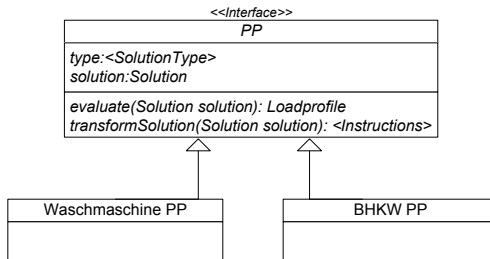 <<Interface>>
PP
type:<SolutionType>
solution:Solution
evaluate(Solution solution): Loadprofile
transformSolution(Solution solution): <Instructions>
Waschmaschine PP
BHKW PP